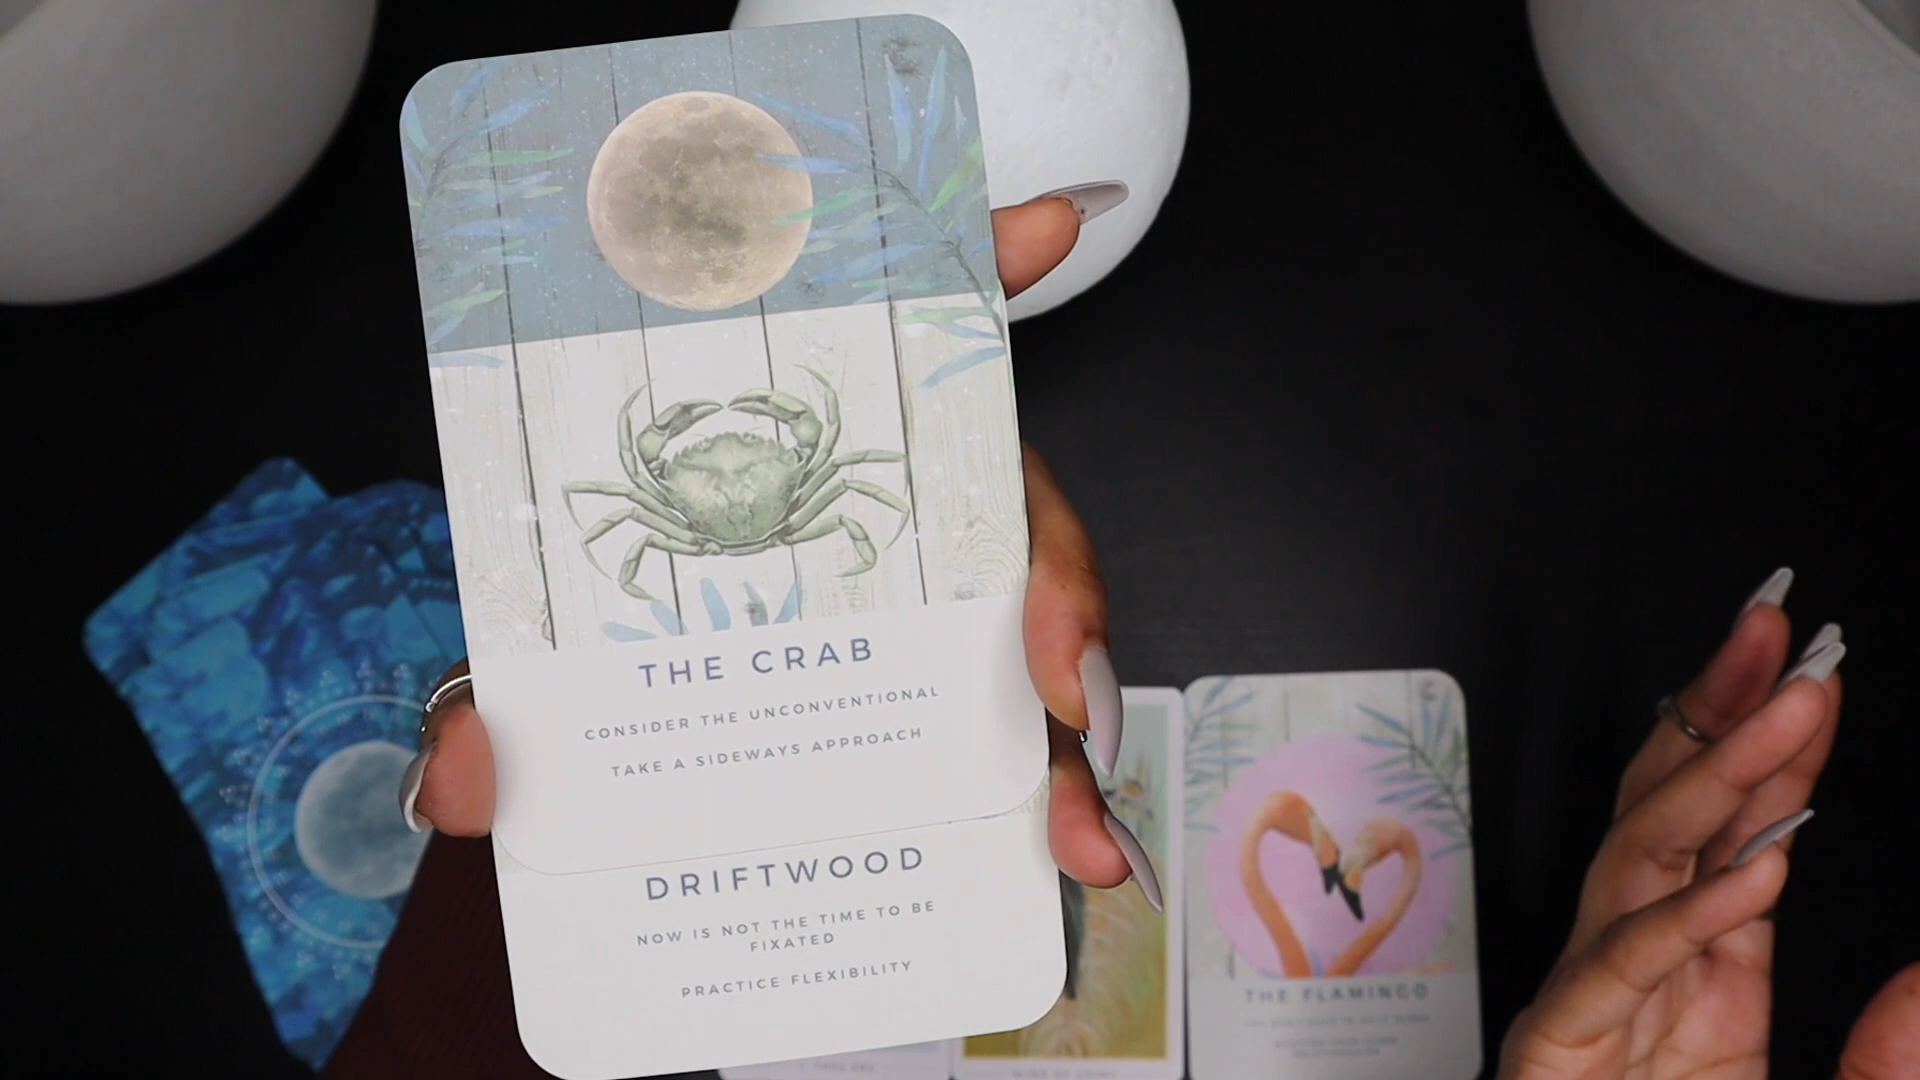 THE CRAB
CONSIDER THE UNCONVENTIONAL
TAKE A SIDEWAYS APPROACH
DRIFTWOOD
NOW IS NOT THE TIME TO BE
FIXATED
PRACTICE FLEXIBILITY
THE FLAMINGO